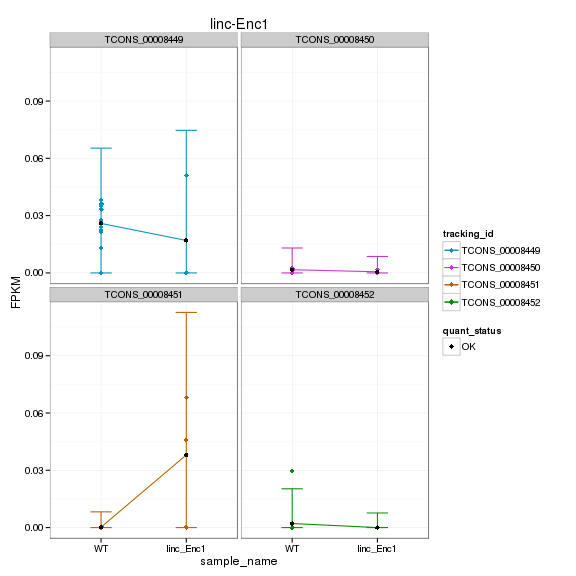 linc-Enc1
TCONS_00008449
TCONS_00008450
0.09
0.06
0.03
0.00
TCONS_00008451
TCONS_00008452
0.09
0.06
0.03
0.00
FPKM
WT
linc_Enc1
WT
linc_Enc1
sample_name
tracking_id
TCONS_00008449
TCONS_00008450
TCONS_00008451
TCONS_00008452
quant_status
OK